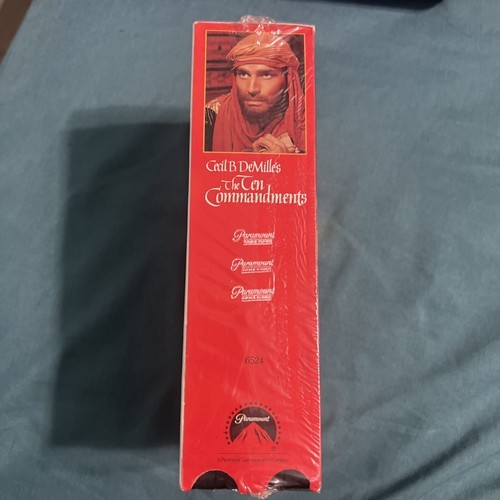 Cecil B. DeMille's
The Ten
Commandments
Paramount
Paramount
Paramount
6524
Paramount